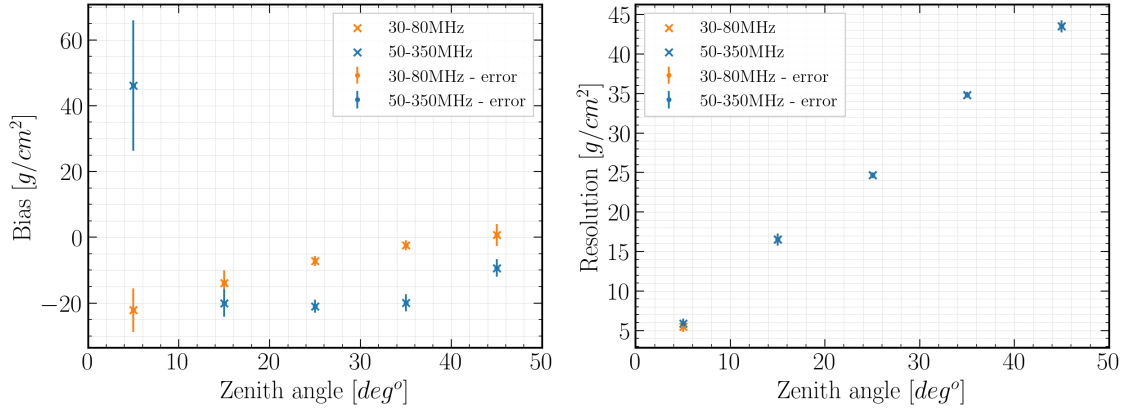 60
40
20
0
−20
Bias [g/cm²]
30-80MHz
50-350MHz
30-80MHz - error
50-350MHz - error
0
10
20
30
40
50
Zenith angle [degᵒ]
45
40
35
30
25
20
15
10
5
Resolution [g/cm²]
30-80MHz
50-350MHz
30-80MHz - error
50-350MHz - error
0
10
20
30
40
50
Zenith angle [degᵒ]